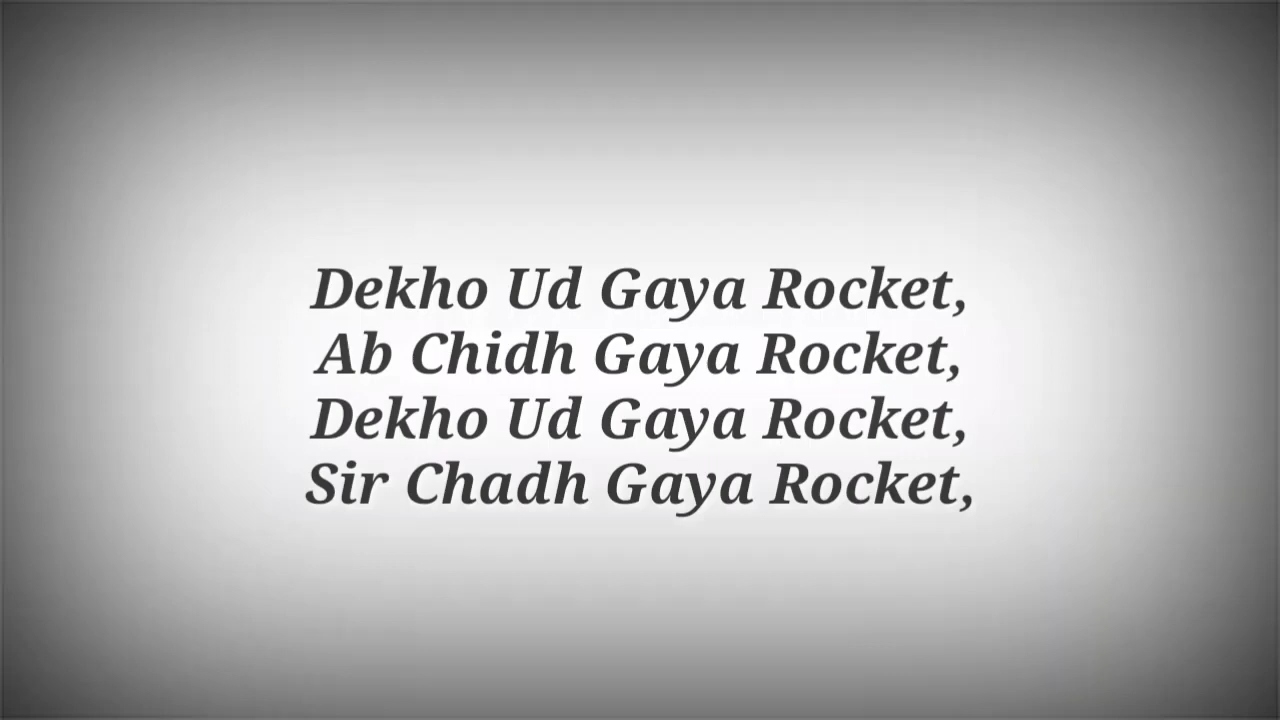 Dekho Ud Gaya Rocket,
Ab Chidh Gaya Rocket,
Dekho Ud Gaya Rocket,
Sir Chadh Gaya Rocket,